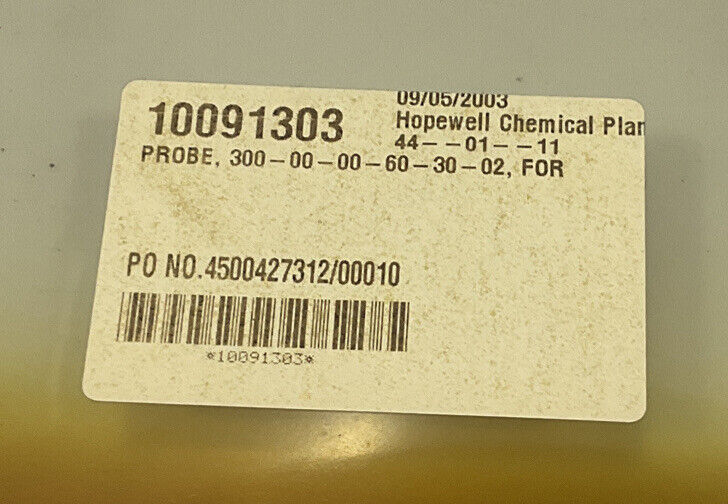 09/05/2003
10091303
Hopewell Chemical Plan
44--01--11
PROBE, 300-00-00-60-30-02, FOR
PO NO.4500427312/00010
*10091303*